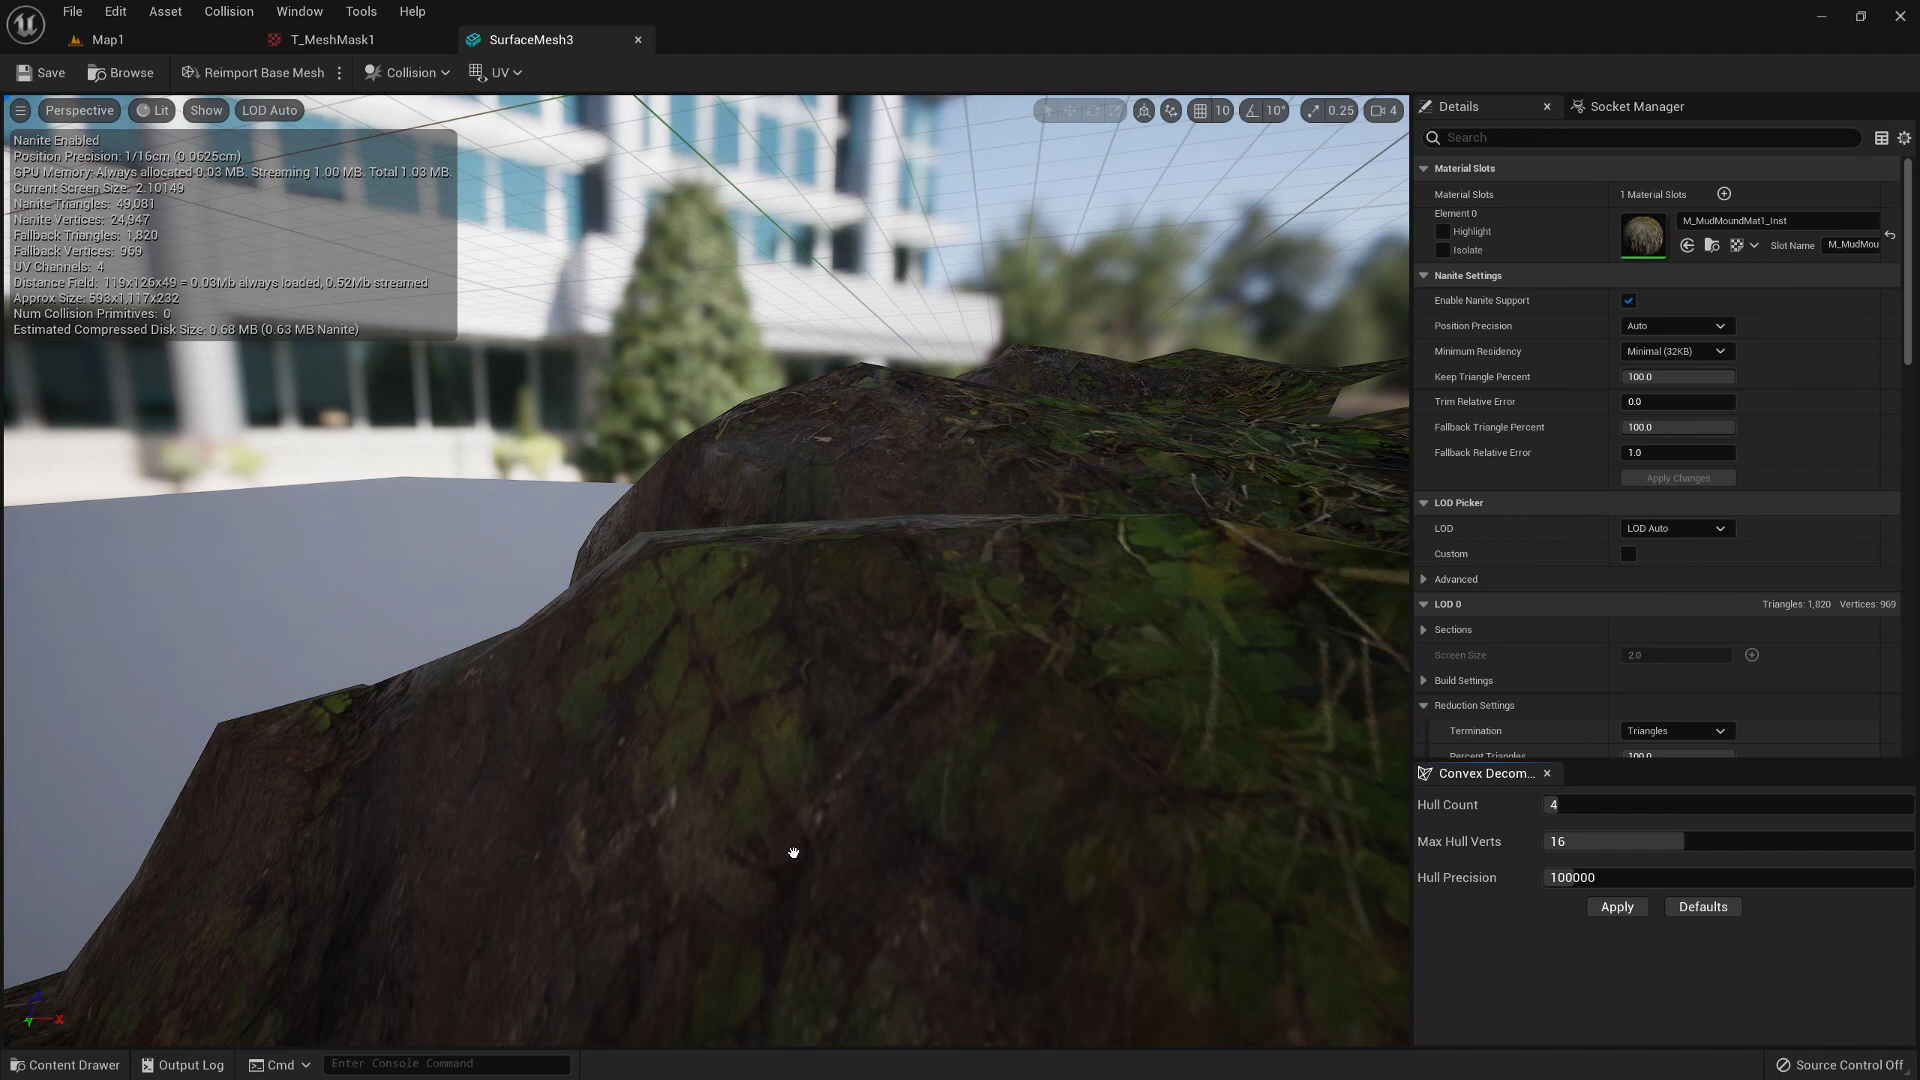 File Edit Asset Collision Window Tools Help
Map1 T_MeshMask1 SurfaceMesh3
Save Browse Reimport Base Mesh Collision UV
Perspective Lit Show LOD Auto 10 10° 0.25 4
Nanite Enabled
Position Precision: 1/16cm (0.0625cm)
GPU Memory: Always allocated 0.03 MB. Streaming 1.00 MB. Total 1.03 MB.
Current Screen Size: 2.10149
Nanite Triangles: 49,081
Nanite Vertices: 24,947
Fallback Triangles: 1,820
Fallback Vertices: 969
UV Channels: 4
Distance Field: 119x126x49 = 0.03Mb always loaded, 0.52Mb streamed
Approx Size: 593x1,117x232
Num Collision Primitives: 0
Estimated Compressed Disk Size: 0.68 MB (0.63 MB Nanite)
Details Socket Manager
Search
Material Slots
Material Slots 1 Material Slots
Element 0
Highlight
Isolate
M_MudMoundMat1_Inst
Slot Name M_MudMou
Nanite Settings
Enable Nanite Support
Position Precision Auto
Minimum Residency Minimal (32KB)
Keep Triangle Percent 100.0
Trim Relative Error 0.0
Fallback Triangle Percent 100.0
Fallback Relative Error 1.0
Apply Changes
LOD Picker
LOD LOD Auto
Custom
Advanced
LOD 0 Triangles: 1,820 Vertices: 969
Sections
Screen Size 2.0
Build Settings
Reduction Settings
Termination Triangles
Percent Triangles 100.0
Convex Decom...
Hull Count 4
Max Hull Verts 16
Hull Precision 100000
Apply Defaults
X
Content Drawer Output Log Cmd Enter Console Command Source Control Off